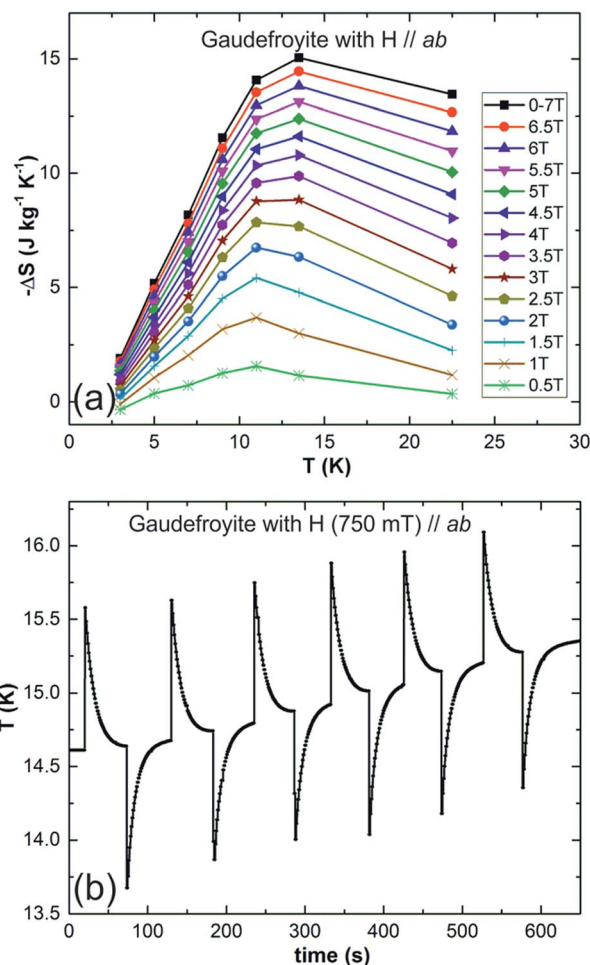 Gaudefroyite with H // ab
15
10
5
0
-ΔS (J kg⁻¹ K⁻¹)
0-7T
6.5T
6T
5.5T
5T
4.5T
4T
3.5T
3T
2.5T
2T
1.5T
1T
0.5T
(a)
0 5 10 15 20 25 30
T (K)
Gaudefroyite with H (750 mT) // ab
16.0
15.5
15.0
14.5
14.0
13.5
T (K)
(b)
0 100 200 300 400 500 600
time (s)